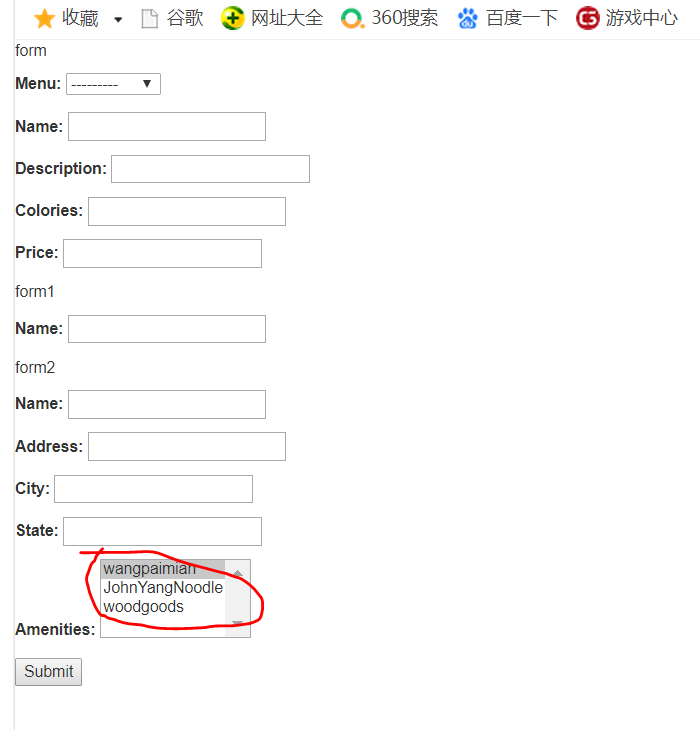 收藏 谷歌 网址大全 360搜索 百度一下 游戏中心
form
Menu: ---------
Name:
Description:
Colories:
Price:
form1
Name:
form2
Name:
Address:
City:
State:
wangpaimian
JohnYangNoodle
woodgoods
Amenities:
Submit